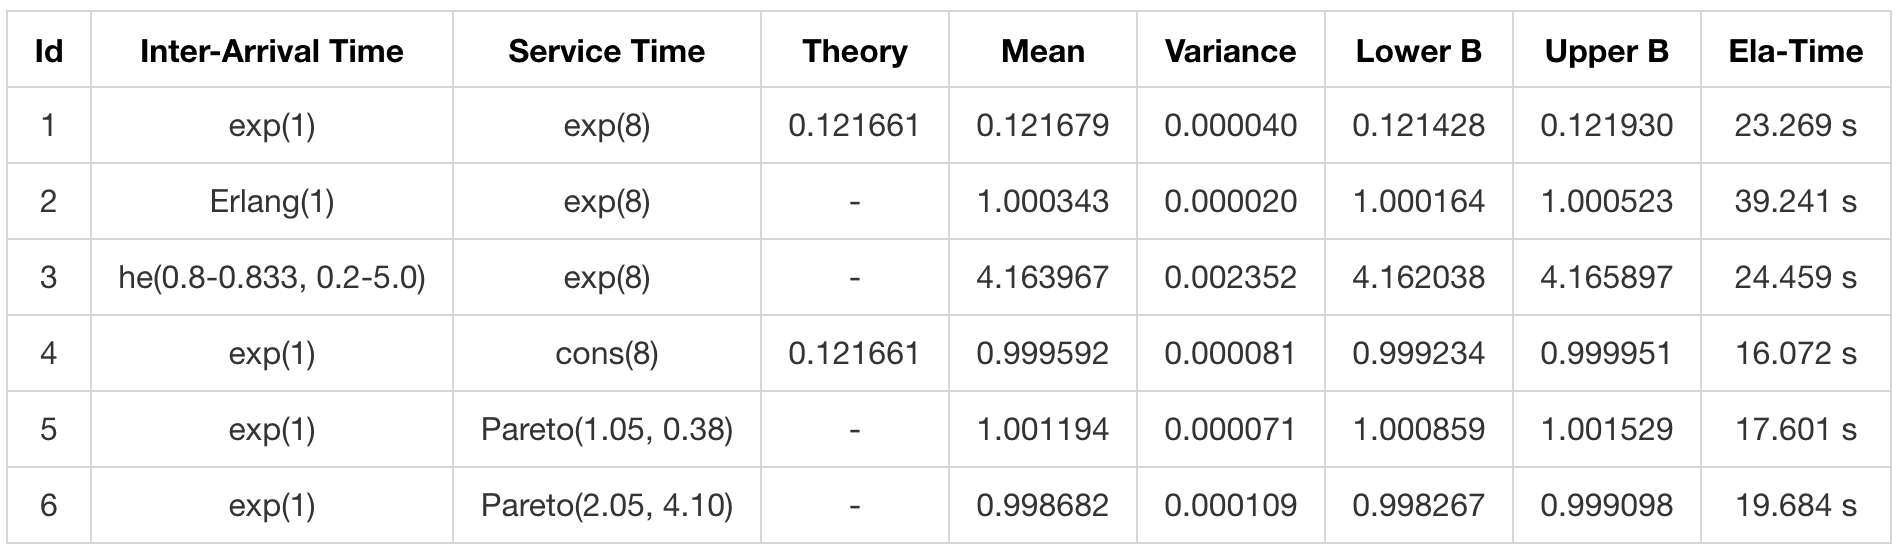 Id Inter-Arrival Time Service Time Theory Mean Variance Lower B Upper B Ela-Time
1 exp(1) exp(8) 0.121661 0.121679 0.000040 0.121428 0.121930 23.269 s
2 Erlang(1) exp(8) - 1.000343 0.000020 1.000164 1.000523 39.241 s
3 he(0.8-0.833, 0.2-5.0) exp(8) - 4.163967 0.002352 4.162038 4.165897 24.459 s
4 exp(1) cons(8) 0.121661 0.999592 0.000081 0.999234 0.999951 16.072 s
5 exp(1) Pareto(1.05, 0.38) - 1.001194 0.000071 1.000859 1.001529 17.601 s
6 exp(1) Pareto(2.05, 4.10) - 0.998682 0.000109 0.998267 0.999098 19.684 s